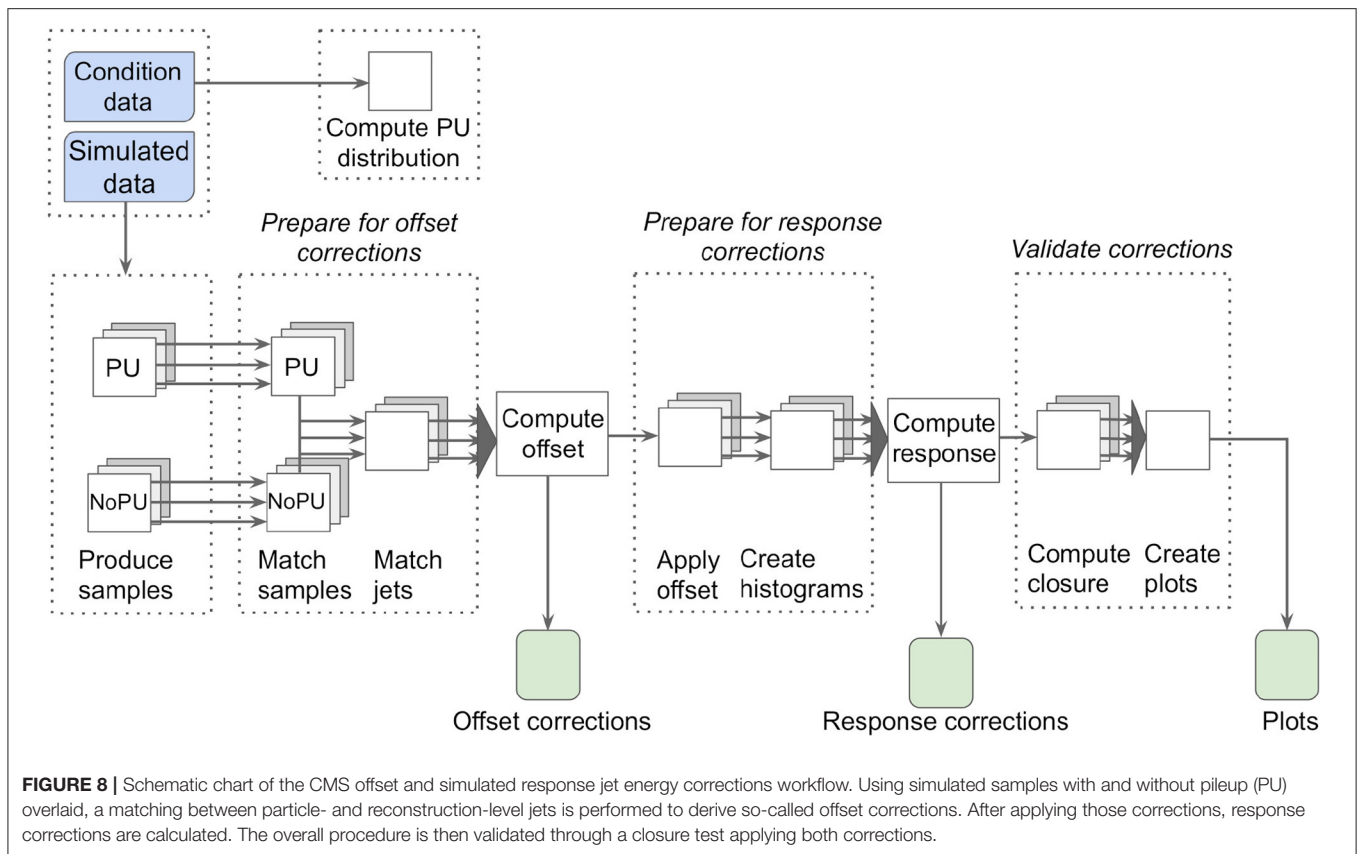 Condition
data
Simulated
data
Compute PU
distribution
Prepare for offset
corrections
Prepare for response
corrections
Validate corrections
PU
PU
NoPU
NoPU
Compute
offset
Compute
response
Produce
samples
Match
samples
Match
jets
Apply
offset
Create
histograms
Compute
closure
Create
plots
Offset corrections
Response corrections
Plots
FIGURE 8 | Schematic chart of the CMS offset and simulated response jet energy corrections workflow. Using simulated samples with and without pileup (PU)
overlaid, a matching between particle- and reconstruction-level jets is performed to derive so-called offset corrections. After applying those corrections, response
corrections are calculated. The overall procedure is then validated through a closure test applying both corrections.